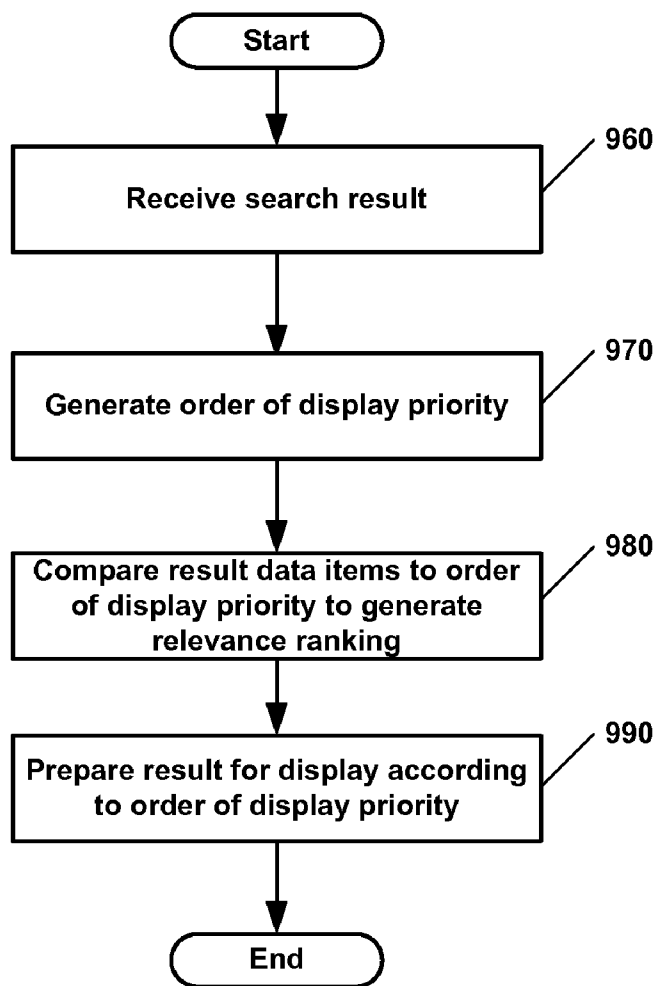 Start
960
Receive search result
970
Generate order of display priority
980
Compare result data items to order
of display priority to generate
relevance ranking
990
Prepare result for display according
to order of display priority
End